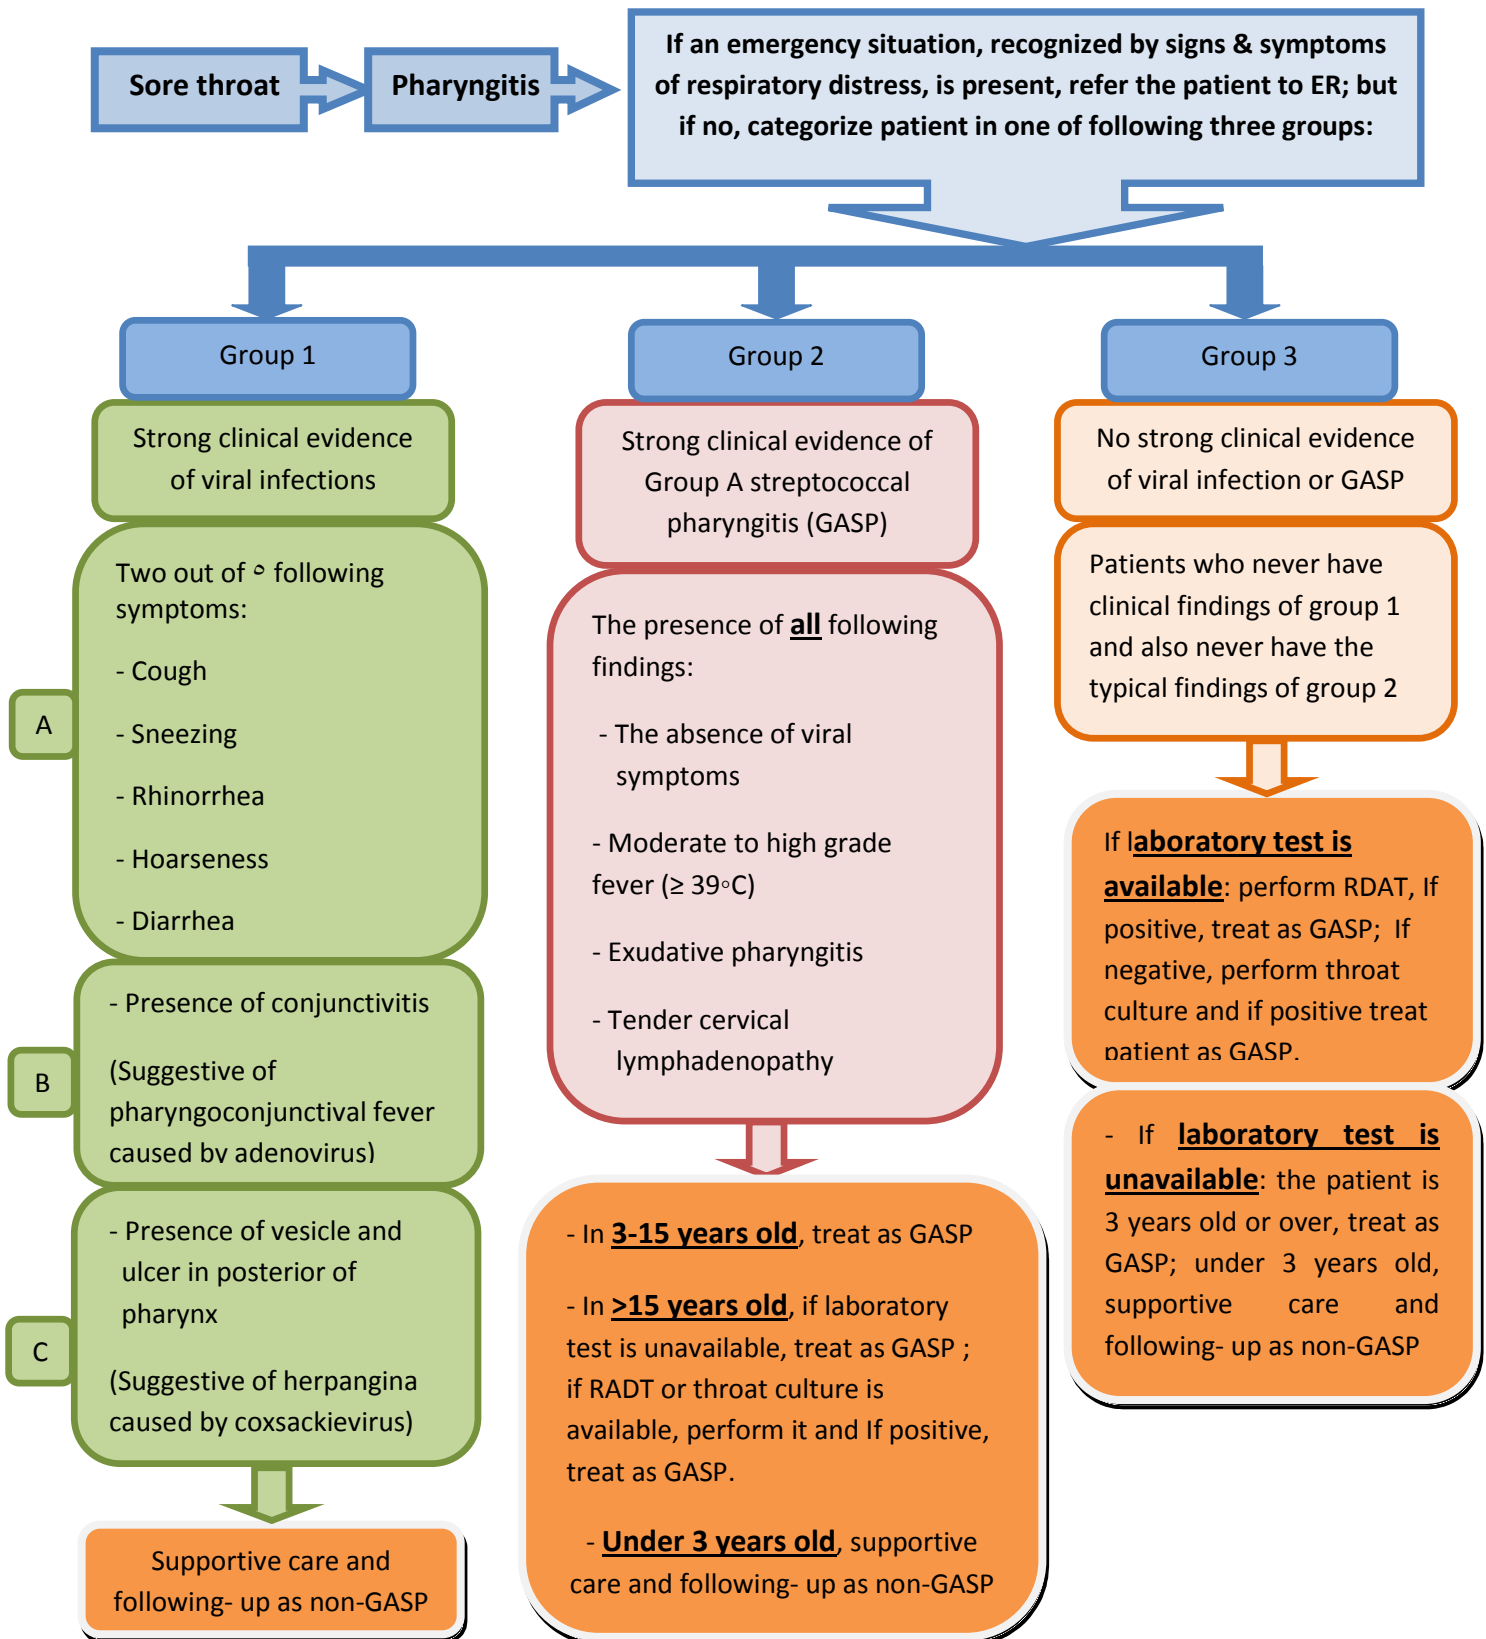 Sore throat
Pharyngitis
If an emergency situation, recognized by signs & symptoms
of respiratory distress, is present, refer the patient to ER; but
if no, categorize patient in one of following three groups:
Group 1
Strong clinical evidence
of viral infections
A
Two out of ٥ following
symptoms:
- Cough
- Sneezing
- Rhinorrhea
- Hoarseness
- Diarrhea
B
- Presence of conjunctivitis
(Suggestive of
pharyngoconjunctival fever
caused by adenovirus)
C
- Presence of vesicle and
ulcer in posterior of
pharynx
(Suggestive of herpangina
caused by coxsackievirus)
Supportive care and
following- up as non-GASP
Group 2
Strong clinical evidence of
Group A streptococcal
pharyngitis (GASP)
The presence of all following
findings:
- The absence of viral
symptoms
- Moderate to high grade
fever (≥ 39◦C)
- Exudative pharyngitis
- Tender cervical
lymphadenopathy
- In 3-15 years old, treat as GASP
- In >15 years old, if laboratory
test is unavailable, treat as GASP ;
if RADT or throat culture is
available, perform it and If positive,
treat as GASP.
- Under 3 years old, supportive
care and following- up as non-GASP
Group 3
No strong clinical evidence
of viral infection or GASP
Patients who never have
clinical findings of group 1
and also never have the
typical findings of group 2
If laboratory test is
available: perform RDAT, If
positive, treat as GASP; If
negative, perform throat
culture and if positive treat
patient as GASP.
- If laboratory test is
unavailable: the patient is
3 years old or over, treat as
GASP; under 3 years old,
supportive care and
following- up as non-GASP